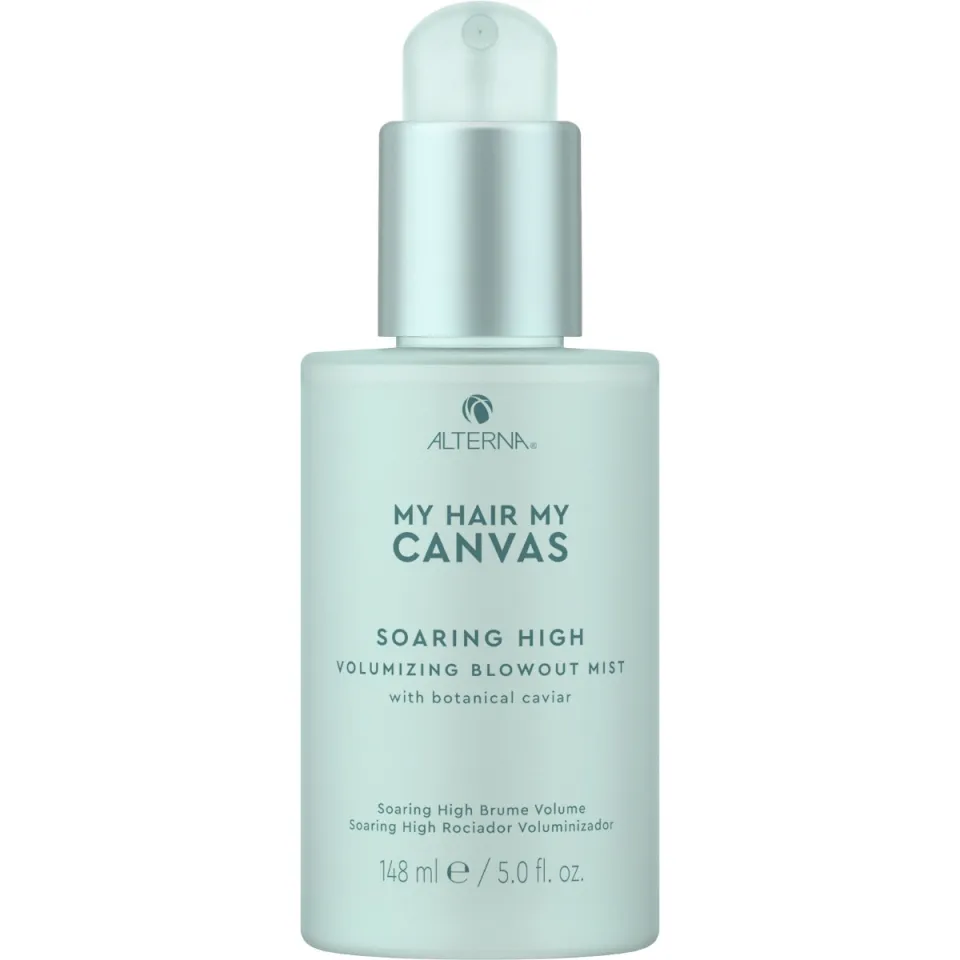 ALTERNA®
MY HAIR MY
CANVAS
SOARING HIGH
VOLUMIZING BLOWOUT MIST
with botanical caviar
Soaring High Brume Volume
Soaring High Rociador Voluminizador
148 ml ℮ / 5.0 fl. oz.